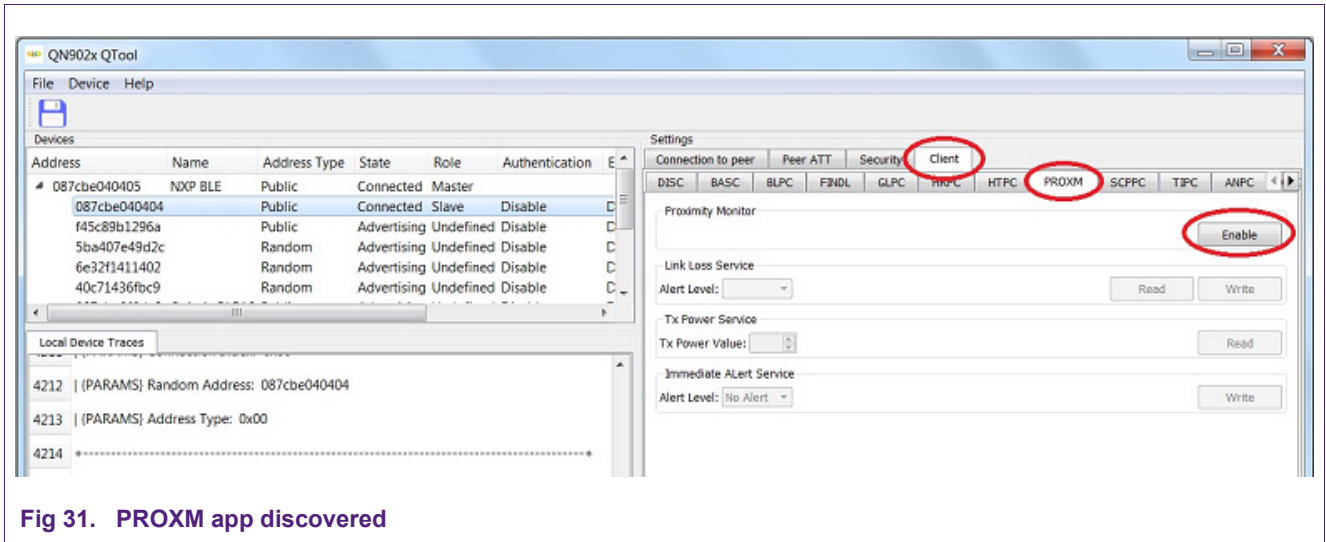 QN902x QTool
File Device Help
Devices
Address Name Address Type State Role Authentication E
087cbe040405 NXP BLE Public Connected Master
087cbe040404 Public Connected Slave Disable D
f45c89b1296a Public Advertising Undefined Disable D
5ba407e49d2c Random Advertising Undefined Disable D
6e32f1411402 Random Advertising Undefined Disable D
40c71436fbc9 Random Advertising Undefined Disable D
Local Device Traces
4212 | {PARAMS} Random Address: 087cbe040404
4213 | {PARAMS} Address Type: 0x00
4214
Settings
Connection to peer Peer ATT Security Client
DISC BASC BLPC FINDL GLPC HRPC HTPC PROXM SCPPC TIPC ANPC
Proximity Monitor
Enable
Link Loss Service
Alert Level: Read Write
Tx Power Service
Tx Power Value: Read
Immediate ALert Service
Alert Level: No Alert Write
Fig 31. PROXM app discovered